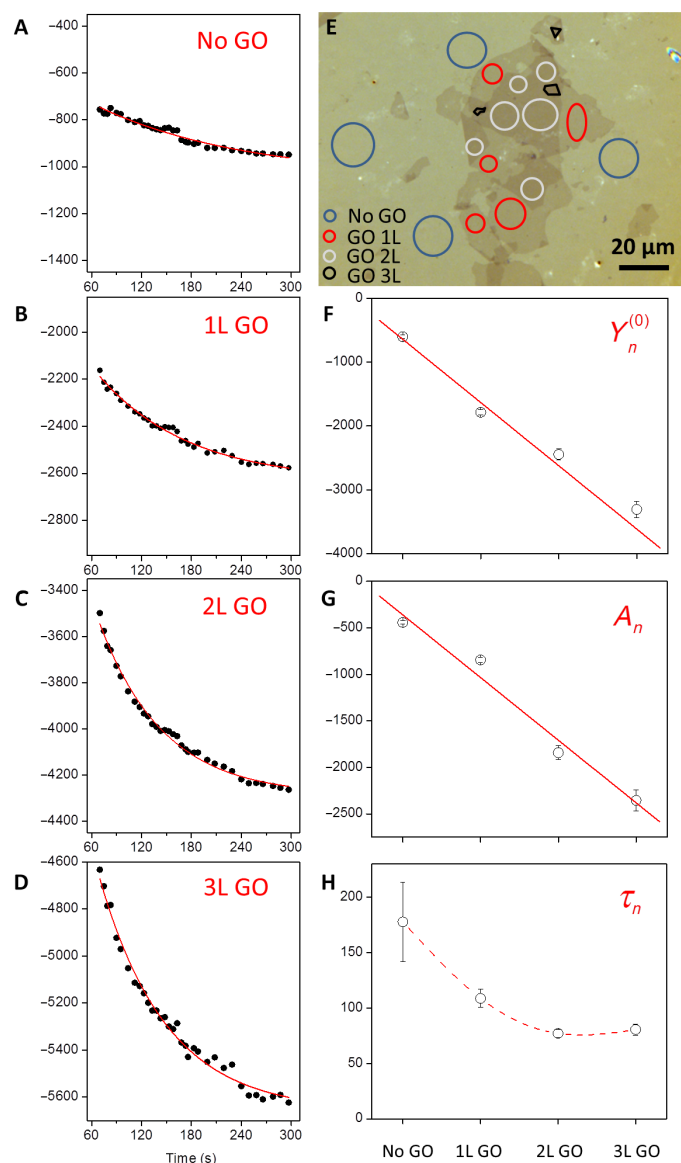 A
No GO
−400
−600
−800
−1000
−1200
−1400
60 120 180 240 300
B
1L GO
−2000
−2200
−2400
−2600
−2800
60 120 180 240 300
C
2L GO
−3400
−3600
−3800
−4000
−4200
−4400
60 120 180 240 300
D
3L GO
−4600
−4800
−5000
−5200
−5400
−5600
60 120 180 240 300
Time (s)
E
No GO
GO 1L
GO 2L
GO 3L
20 µm
F
Yn(0)
0
−1000
−2000
−3000
−4000
G
An
0
−500
−1000
−1500
−2000
−2500
H
τn
200
150
100
50
0
No GO 1L GO 2L GO 3L GO